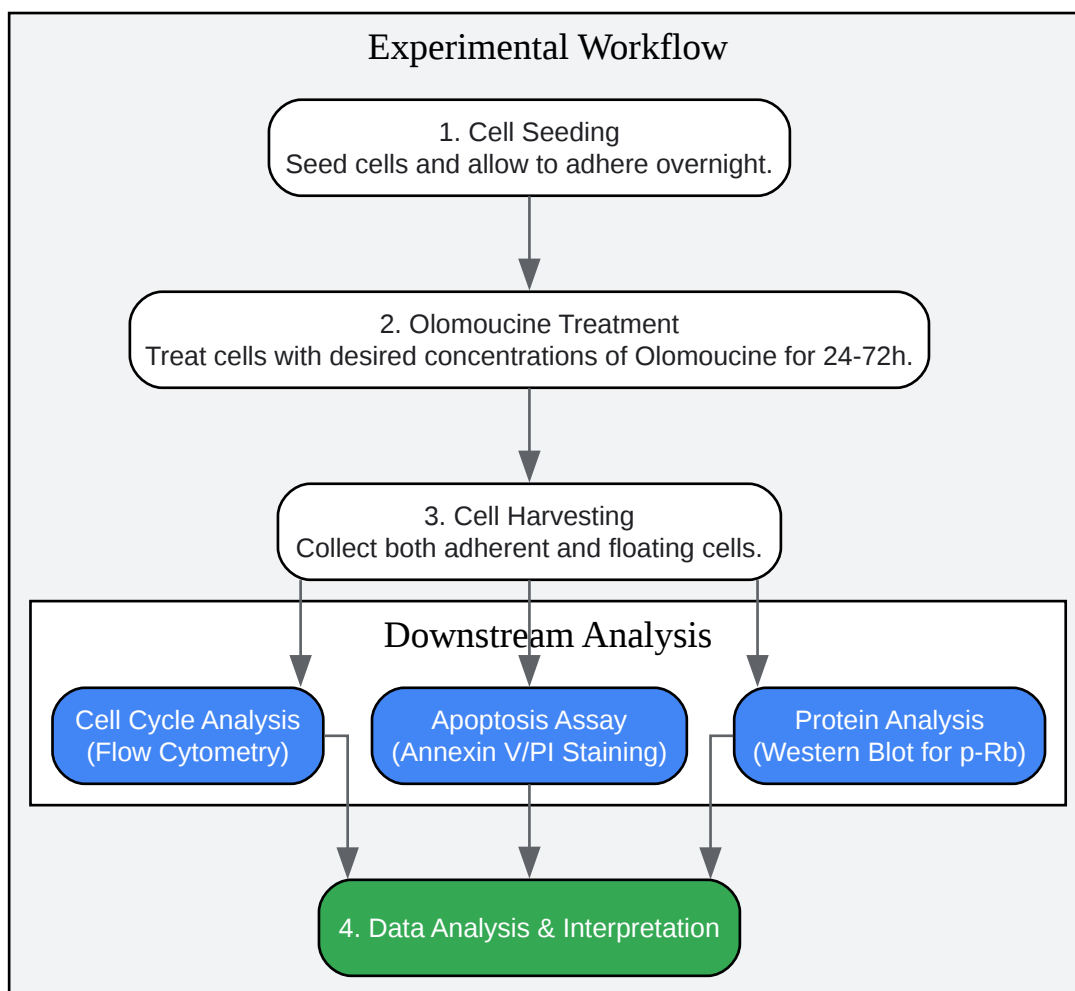 Experimental Workflow
1. Cell Seeding
Seed cells and allow to adhere overnight.
2. Olomoucine Treatment
Treat cells with desired concentrations of Olomoucine for 24-72h.
3. Cell Harvesting
Collect both adherent and floating cells.
Downstream Analysis
Cell Cycle Analysis
(Flow Cytometry)
Apoptosis Assay
(Annexin V/PI Staining)
Protein Analysis
(Western Blot for p-Rb)
4. Data Analysis & Interpretation